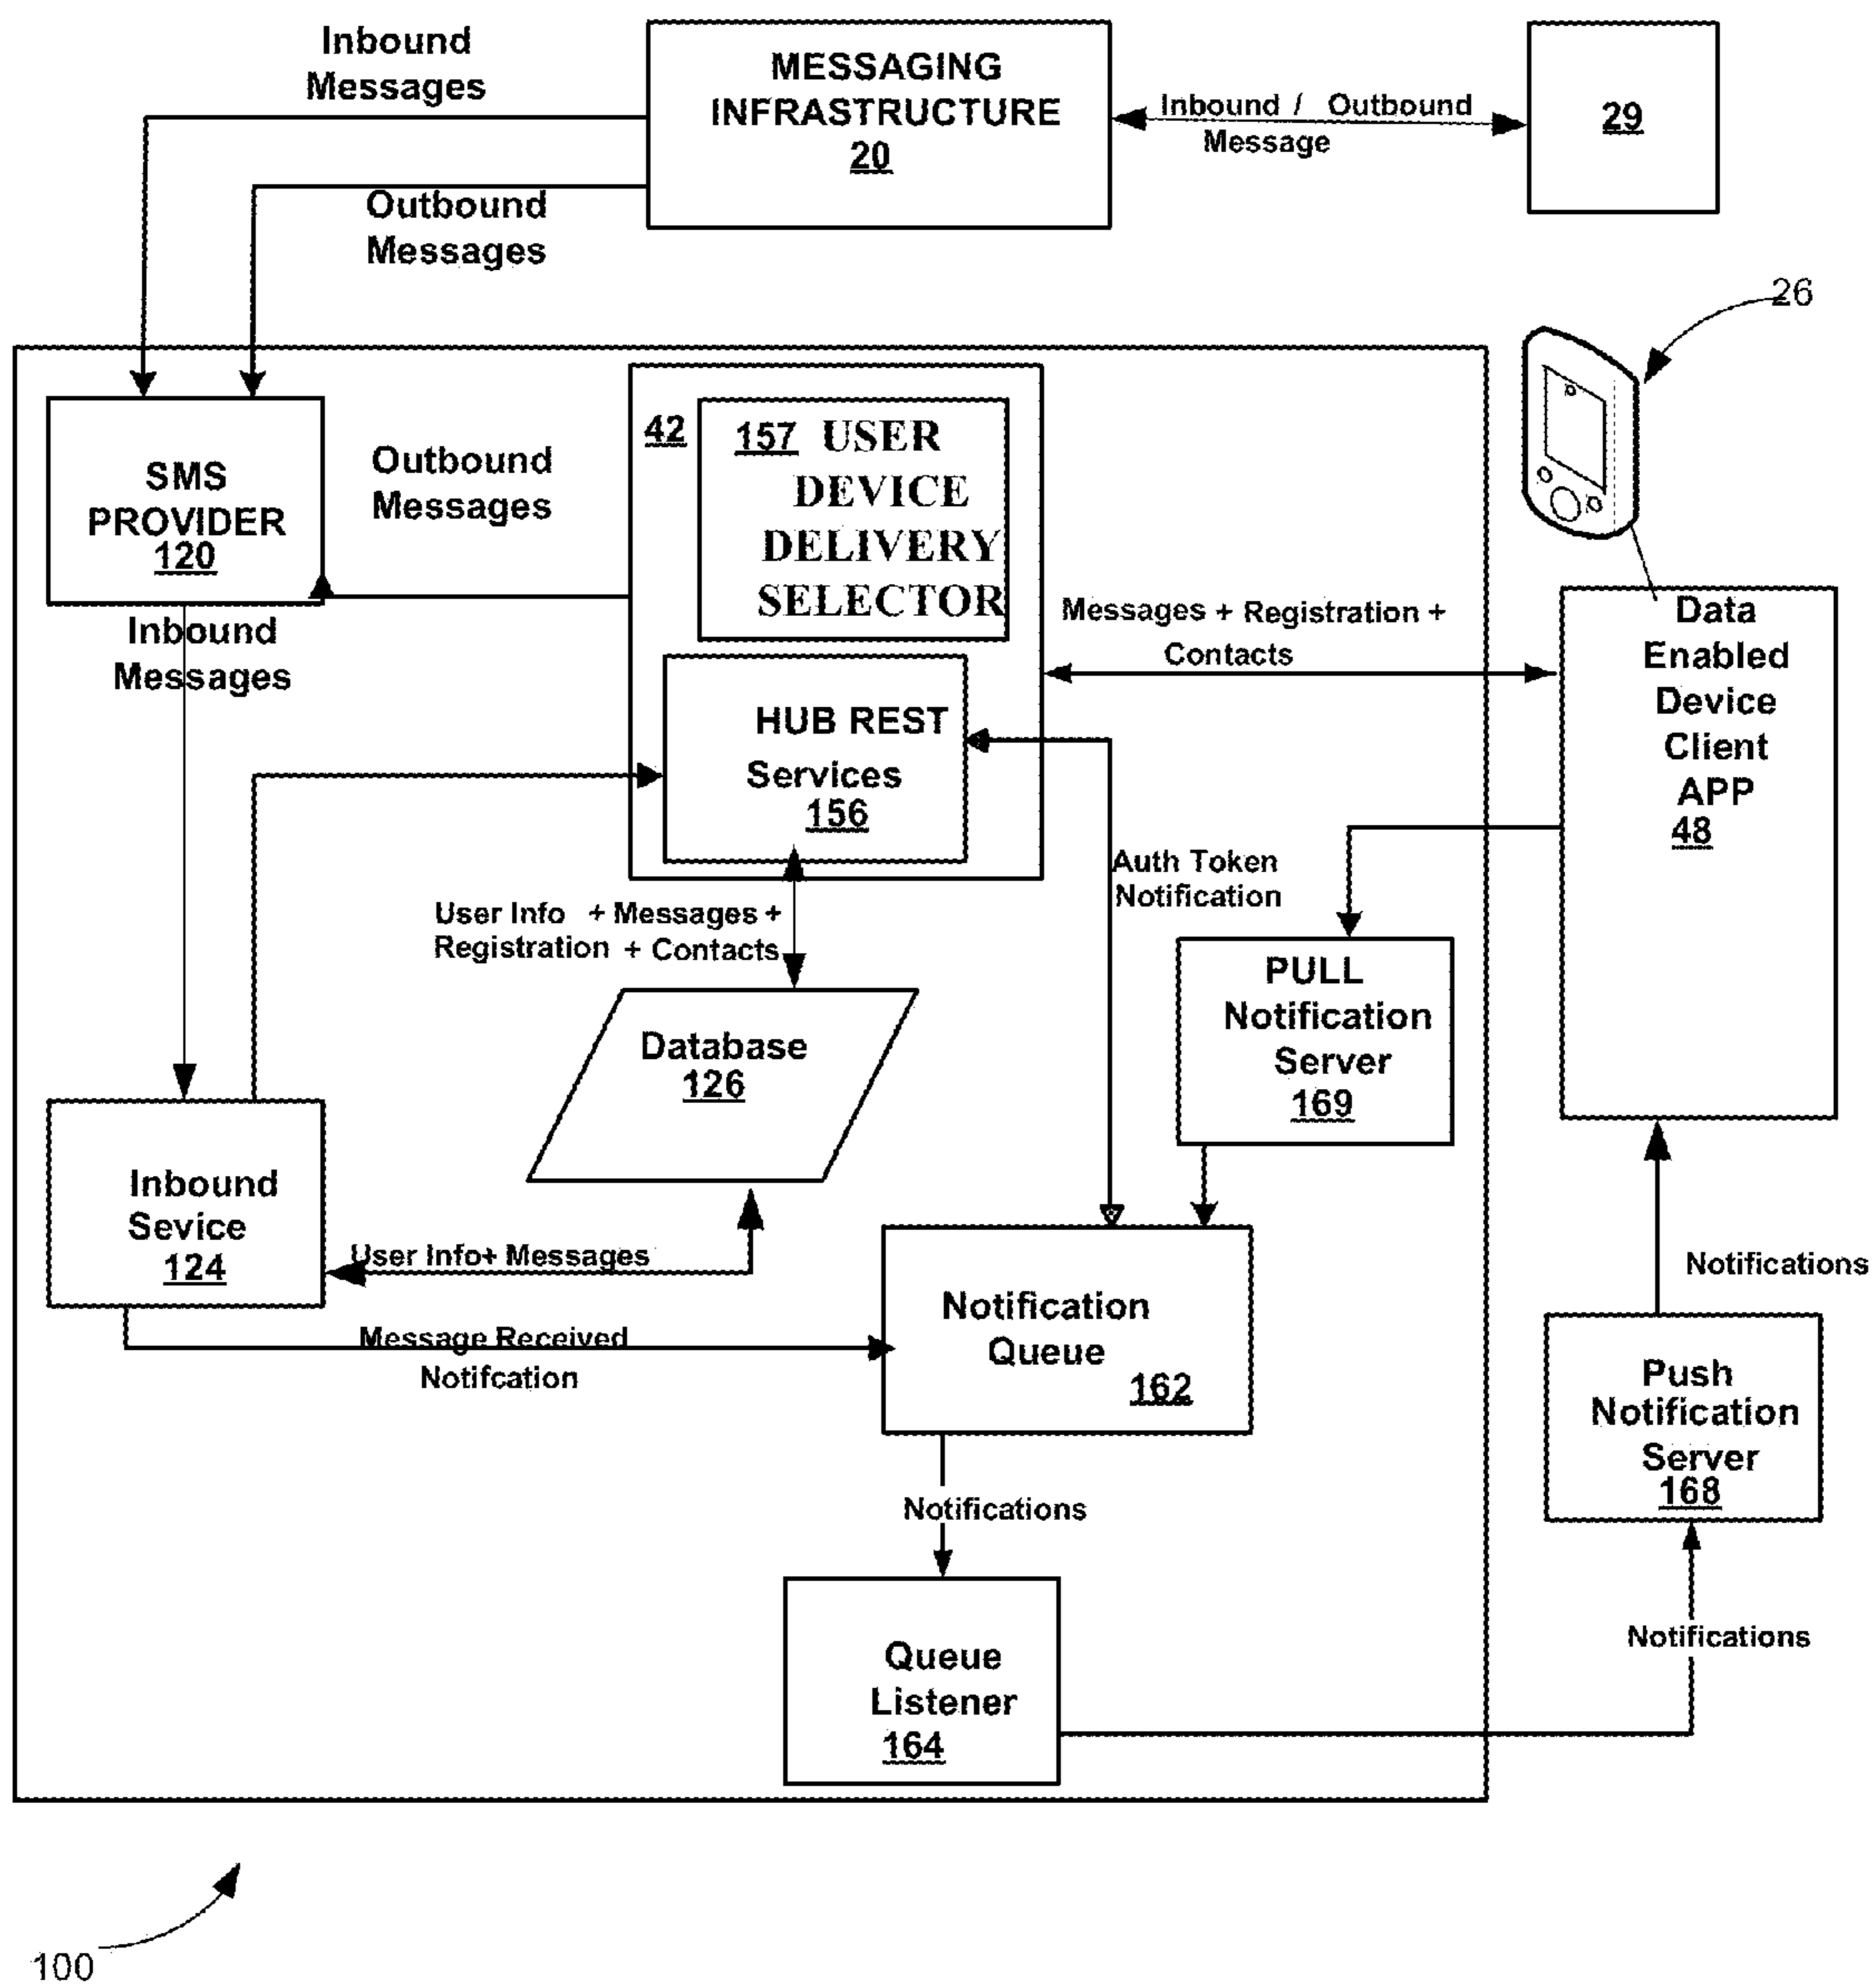 Inbound
Messages
MESSAGING
INFRASTRUCTURE
20
Inbound / Outbound
Message
29
Outbound
Messages
26
SMS
PROVIDER
120
Outbound
Messages
42
157 USER
DEVICE
DELIVERY
SELECTOR
Messages + Registration +
Contacts
Data
Enabled
Device
Client
APP
48
Inbound
Messages
HUB REST
Services
156
Auth Token
Notification
User Info + Messages +
Registration + Contacts
PULL
Notification
Server
169
Database
126
Inbound
Sevice
124
User Info+ Messages
Message Received
Notifcation
Notification
Queue
162
Notifications
Push
Notification
Server
168
Notifications
Notifications
Queue
Listener
164
100